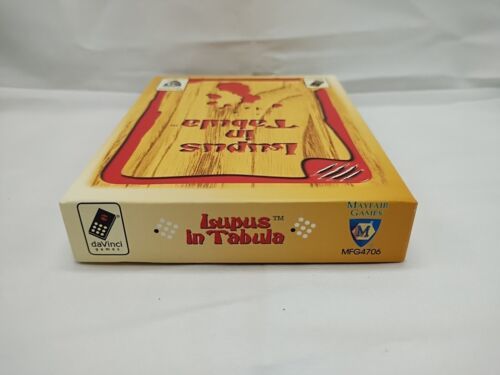 Lupus
in
Tabula
daVinci
games
Lupus™
in Tabula
MAYFAIR
GAMES
M
MFG4706